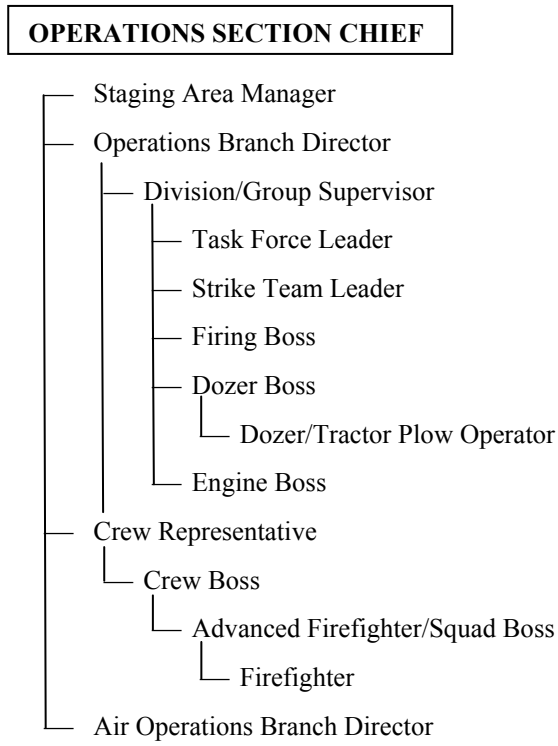 OPERATIONS SECTION CHIEF
Staging Area Manager
Operations Branch Director
Division/Group Supervisor
Task Force Leader
Strike Team Leader
Firing Boss
Dozer Boss
Dozer/Tractor Plow Operator
Engine Boss
Crew Representative
Crew Boss
Advanced Firefighter/Squad Boss
Firefighter
Air Operations Branch Director